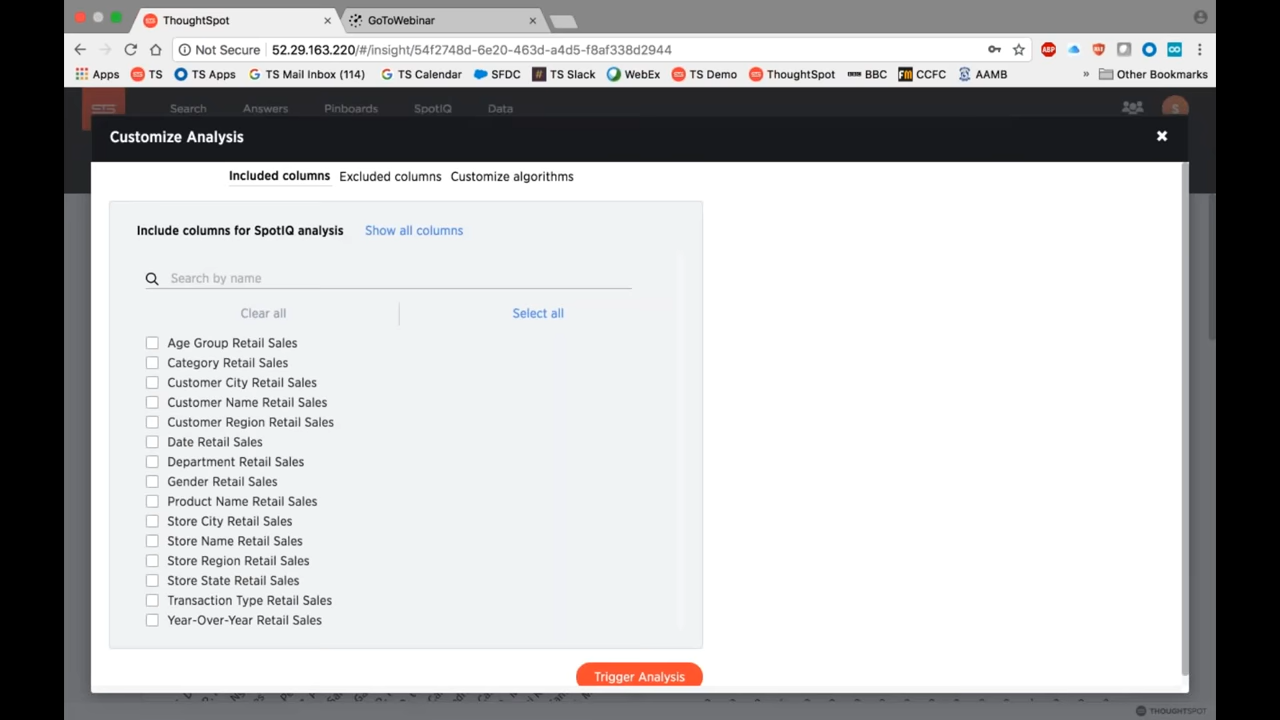 ThoughtSpot
GoToWebinar
Not Secure 52.29.163.220/#/insight/54f2748d-6e20-463d-a4d5-f8af338d2944
ABP
Apps TS TS Apps TS Mail Inbox (114) TS Calendar SFDC TS Slack WebEx TS Demo ThoughtSpot BBC CCFC AAMB » Other Bookmarks
Search Answers Pinboards SpotIQ Data S
Customize Analysis
Included columns Excluded columns Customize algorithms
Include columns for SpotIQ analysis Show all columns
Search by name
Clear all Select all
Age Group Retail Sales
Category Retail Sales
Customer City Retail Sales
Customer Name Retail Sales
Customer Region Retail Sales
Date Retail Sales
Department Retail Sales
Gender Retail Sales
Product Name Retail Sales
Store City Retail Sales
Store Name Retail Sales
Store Region Retail Sales
Store State Retail Sales
Transaction Type Retail Sales
Year-Over-Year Retail Sales
Trigger Analysis
THOUGHTSPOT